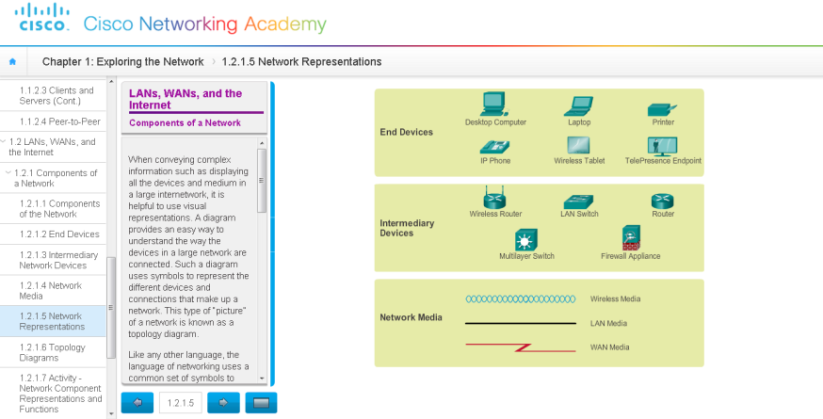 CISCO. Cisco Networking Academy
Chapter 1: Exploring the Network > 1.2.1.5 Network Representations
1.1.2.3 Clients and
Servers (Cont.)
1.1.2.4 Peer-to-Peer
1.2 LANs, WANs, and
the Internet
1.2.1 Components of
a Network
1.2.1.1 Components
of the Network
1.2.1.2 End Devices
1.2.1.3 Intermediary
Network Devices
1.2.1.4 Network
Media
1.2.1.5 Network
Representations
1.2.1.6 Topology
Diagrams
1.2.1.7 Activity -
Network Component
Representations and
Functions
LANs, WANs, and the
Internet
Components of a Network
When conveying complex
information such as displaying
all the devices and medium in
a large internetwork, it is
helpful to use visual
representations. A diagram
provides an easy way to
understand the way the
devices in a large network are
connected. Such a diagram
uses symbols to represent the
different devices and
connections that make up a
network. This type of "picture"
of a network is known as a
topology diagram.
Like any other language, the
language of networking uses a
common set of symbols to
1.2.1.5
End Devices
Desktop Computer
Laptop
Printer
IP Phone
Wireless Tablet
TelePresence Endpoint
Intermediary
Devices
Wireless Router
LAN Switch
Router
Multilayer Switch
Firewall Appliance
Network Media
Wireless Media
LAN Media
WAN Media